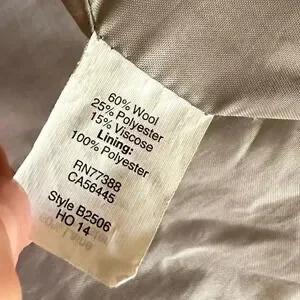 60% Wool
25% Polyester
15% Viscose
Lining:
100% Polyester
RN77388
CA56445
Style B2506
HO 14